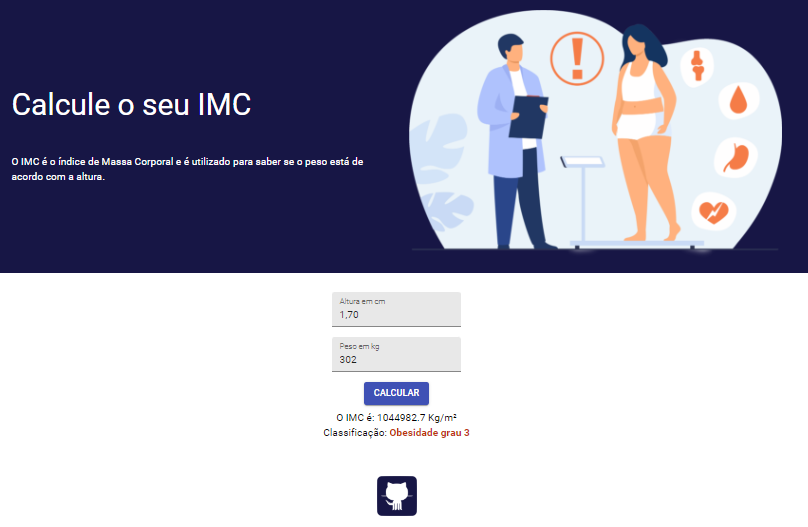 Calcule o seu IMC
O IMC é o índice de Massa Corporal e é utilizado para saber se o peso está de
acordo com a altura.
Altura em cm
1,70
Peso em kg
302
CALCULAR
O IMC é: 1044982.7 Kg/m²
Classificação: Obesidade grau 3